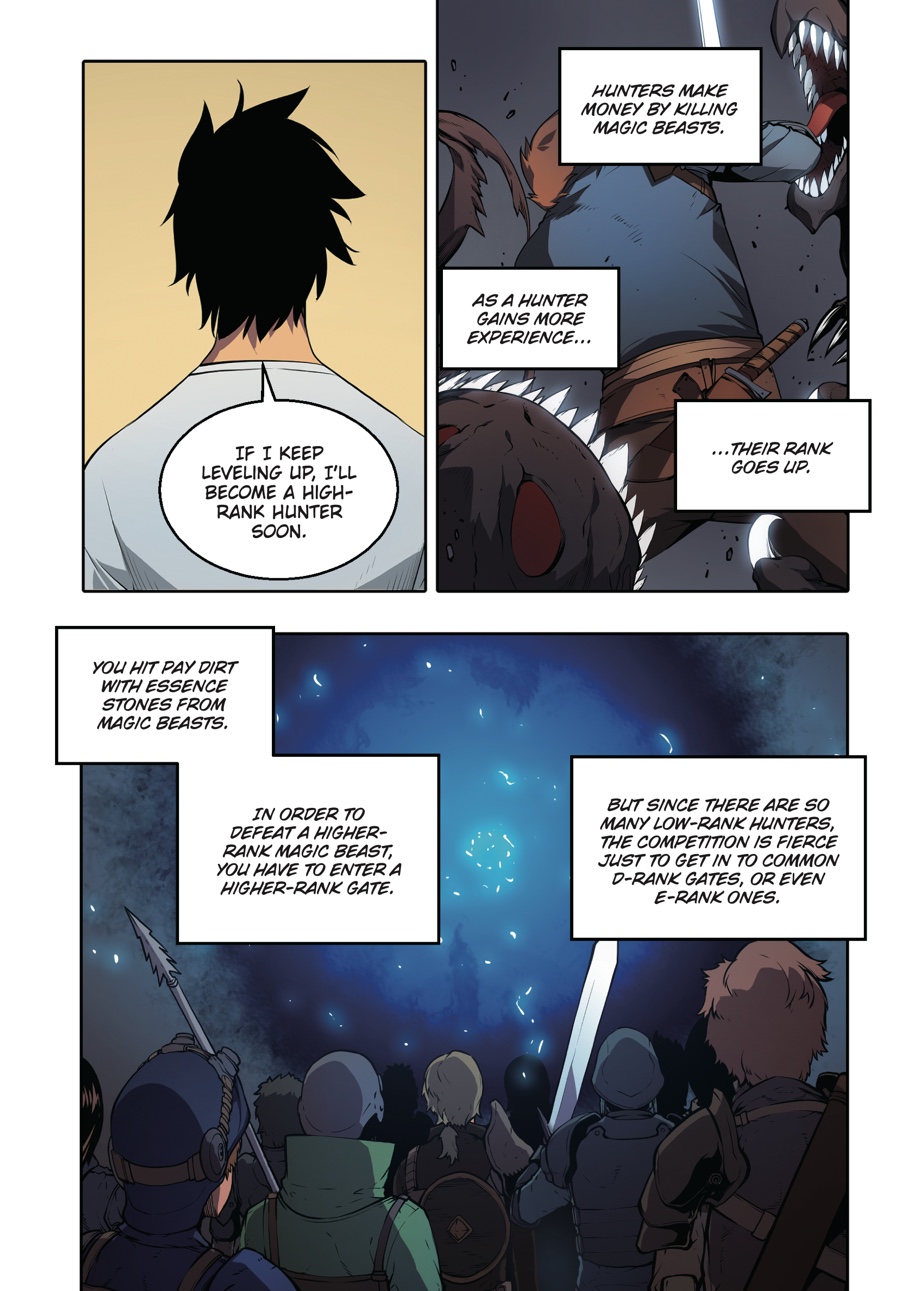 IF I KEEP
LEVELING UP, I'LL
BECOME A HIGH-
RANK HUNTER
SOON.
HUNTERS MAKE
MONEY BY KILLING
MAGIC BEASTS.
AS A HUNTER
GAINS MORE
EXPERIENCE...
...THEIR RANK
GOES UP.
YOU HIT PAY DIRT
WITH ESSENCE
STONES FROM
MAGIC BEASTS.
IN ORDER TO
DEFEAT A HIGHER-
RANK MAGIC BEAST,
YOU HAVE TO ENTER A
HIGHER-RANK GATE.
BUT SINCE THERE ARE SO
MANY LOW-RANK HUNTERS,
THE COMPETITION IS FIERCE
JUST TO GET IN TO COMMON
D-RANK GATES, OR EVEN
E-RANK ONES.